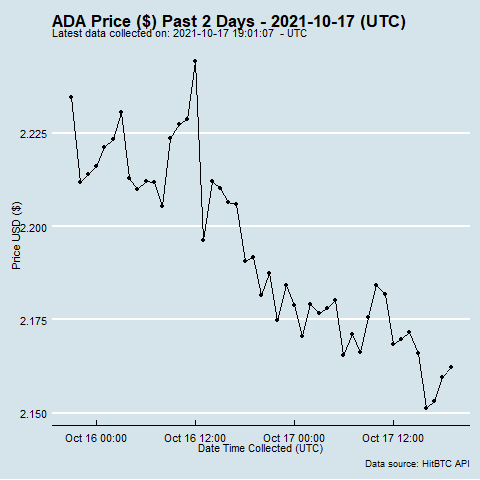 ADA Price ($) Past 2 Days - 2021-10-17 (UTC)
Latest data collected on: 2021-10-17 19:01:07 - UTC
Price USD ($)
2.225
2.200
2.175
2.150
Oct 16 00:00 Oct 16 12:00 Oct 17 00:00 Oct 17 12:00
Date Time Collected (UTC)
Data source: HitBTC API